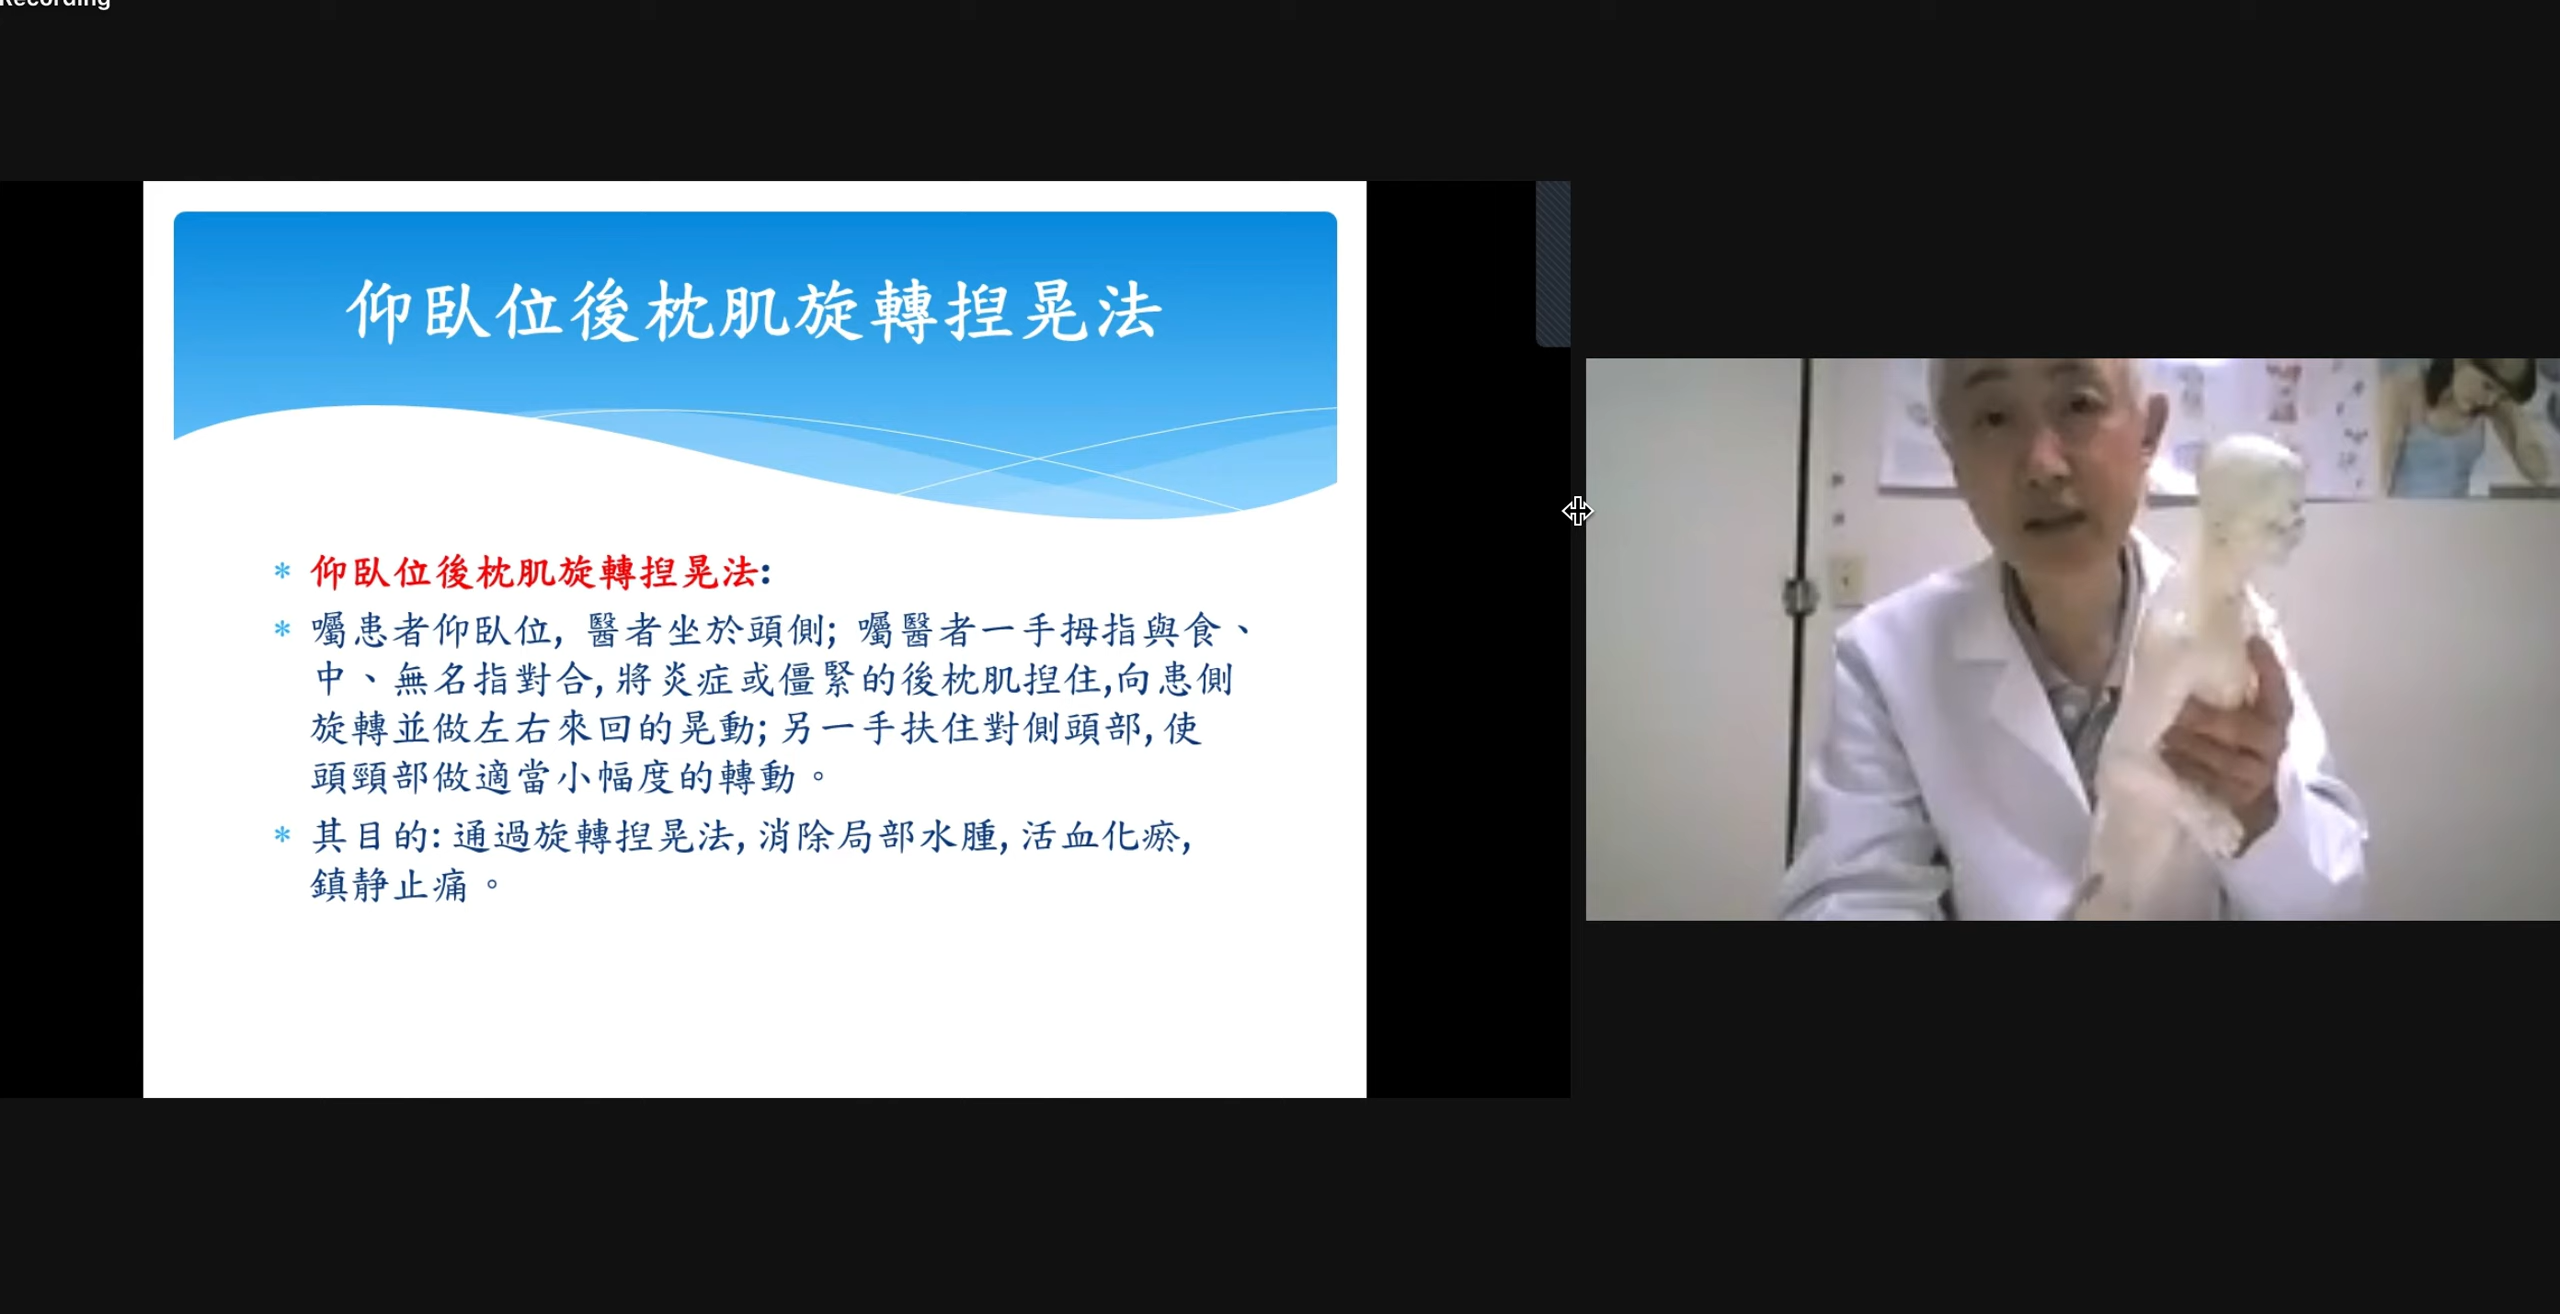 Recording
仰臥位後枕肌旋轉揑晃法
* 仰臥位後枕肌旋轉揑晃法:
* 囑患者仰臥位, 醫者坐於頭側; 囑醫者一手拇指與食、
中、無名指對合, 將炎症或僵緊的後枕肌揑住,向患側
旋轉並做左右來回的晃動; 另一手扶住對側頭部, 使
頭頸部做適當小幅度的轉動。
* 其目的: 通過旋轉揑晃法, 消除局部水腫, 活血化瘀,
鎮静止痛。